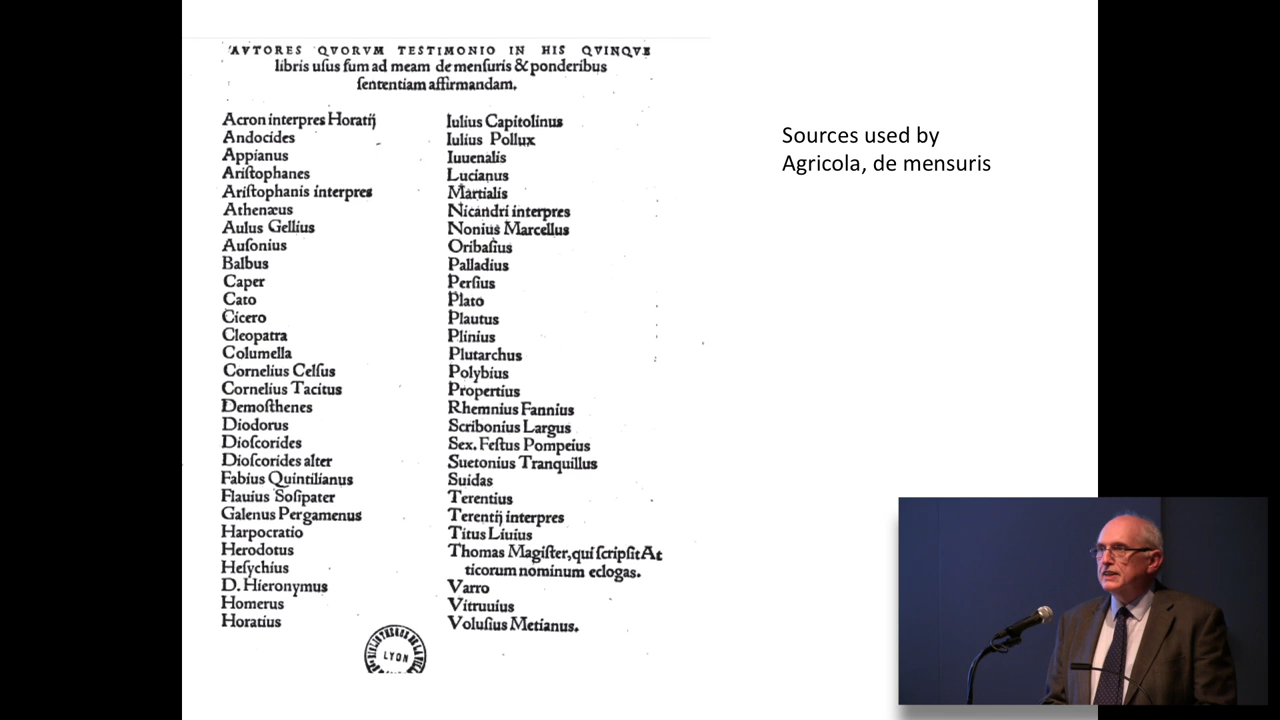 AVTORES QVORVM TESTIMONIO IN HIS QVINQVE
libris uſus ſum ad meam de menſuris & ponderibus
ſententiam affirmandam.
Acron interpres Horatij
Andocides
Appianus
Ariſtophanes
Ariſtophanis interpres
Athenæus
Aulus Gellius
Auſonius
Balbus
Caper
Cato
Cicero
Cleopatra
Columella
Cornelius Celſus
Cornelius Tacitus
Demoſthenes
Diodorus
Dioſcorides
Dioſcorides alter
Fabius Quintilianus
Flauius Soſipater
Galenus Pergamenus
Harpocratio
Herodotus
Heſychius
D. Hieronymus
Homerus
Horatius
Iulius Capitolinus
Iulius Pollux
Iuuenalis
Lucianus
Martialis
Nicandri interpres
Nonius Marcellus
Oribaſius
Palladius
Perſius
Plato
Plautus
Plinius
Plutarchus
Polybius
Propertius
Rhemnius Fannius
Scribonius Largus
Sex. Feſtus Pompeius
Suetonius Tranquillus
Suidas
Terentius
Terentij interpres
Titus Liuius
Thomas Magiſter, qui ſcripſit At
ticorum nominum eclogas.
Varro
Vitruuius
Voluſius Metianus.
LYON
Sources used by
Agricola, de mensuris